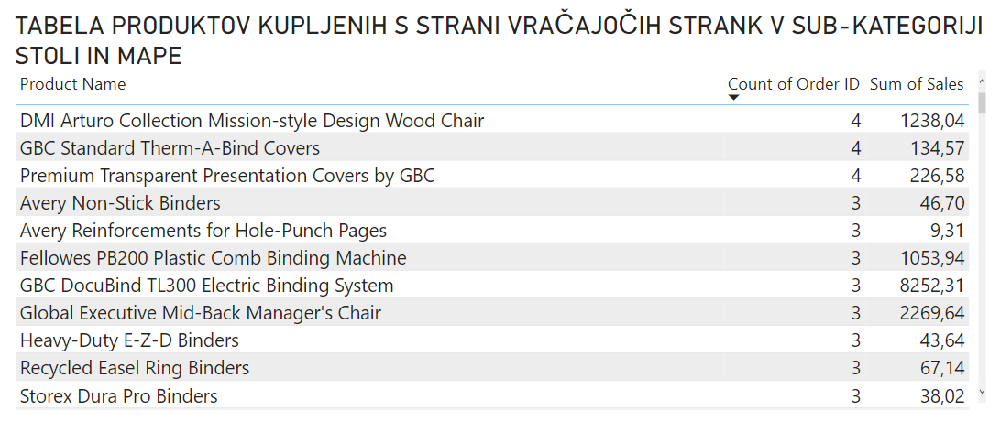 TABELA PRODUKTOV KUPLJENIH S STRANI VRAČAJOČIH STRANK V SUB-KATEGORIJI
STOLI IN MAPE
Product Name Count of Order ID Sum of Sales
DMI Arturo Collection Mission-style Design Wood Chair 4 1238,04
GBC Standard Therm-A-Bind Covers 4 134,57
Premium Transparent Presentation Covers by GBC 4 226,58
Avery Non-Stick Binders 3 46,70
Avery Reinforcements for Hole-Punch Pages 3 9,31
Fellowes PB200 Plastic Comb Binding Machine 3 1053,94
GBC DocuBind TL300 Electric Binding System 3 8252,31
Global Executive Mid-Back Manager's Chair 3 2269,64
Heavy-Duty E-Z-D Binders 3 43,64
Recycled Easel Ring Binders 3 67,14
Storex Dura Pro Binders 3 38,02